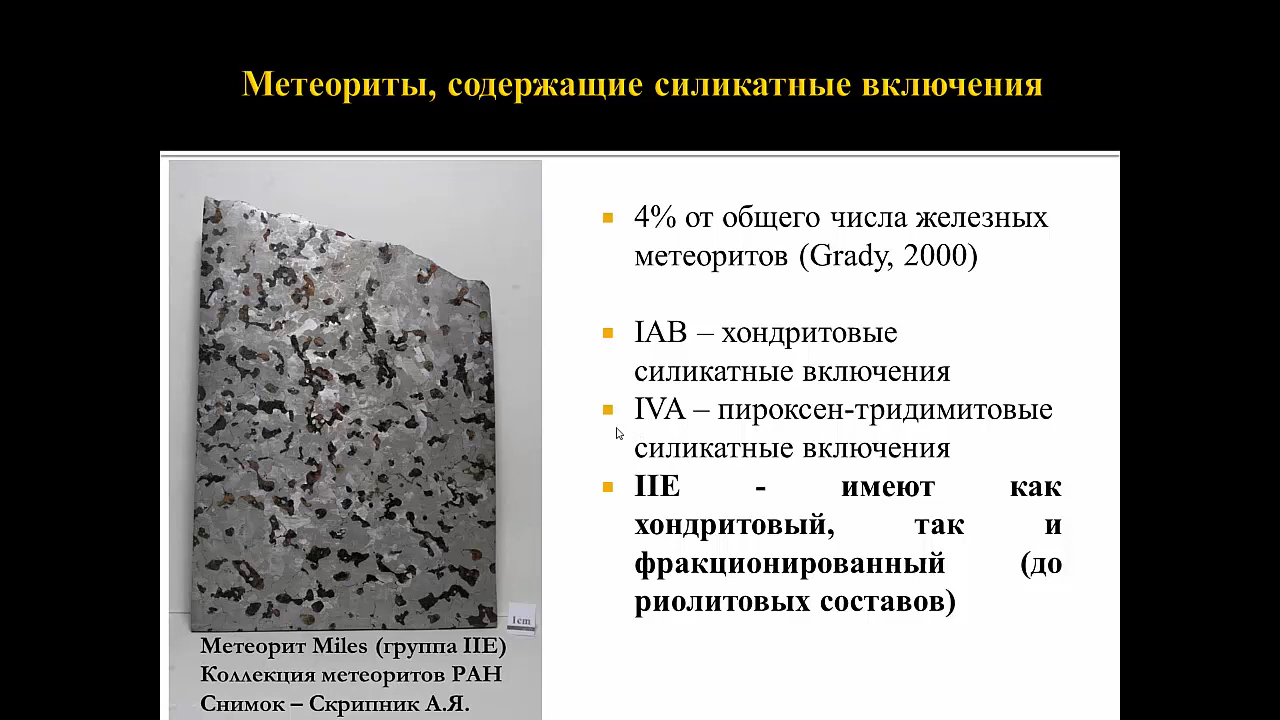 Метеориты, содержащие силикатные включения
4% от общего числа железных
метеоритов (Grady, 2000)
IAB – хондритовые
силикатные включения
IVA – пироксен-тридимитовые
силикатные включения
IIE - имеют как
хондритовый, так и
фракционированный (до
риолитовых составов)
1cm
Метеорит Miles (группа IIE)
Коллекция метеоритов РАН
Снимок – Скрипник А.Я.